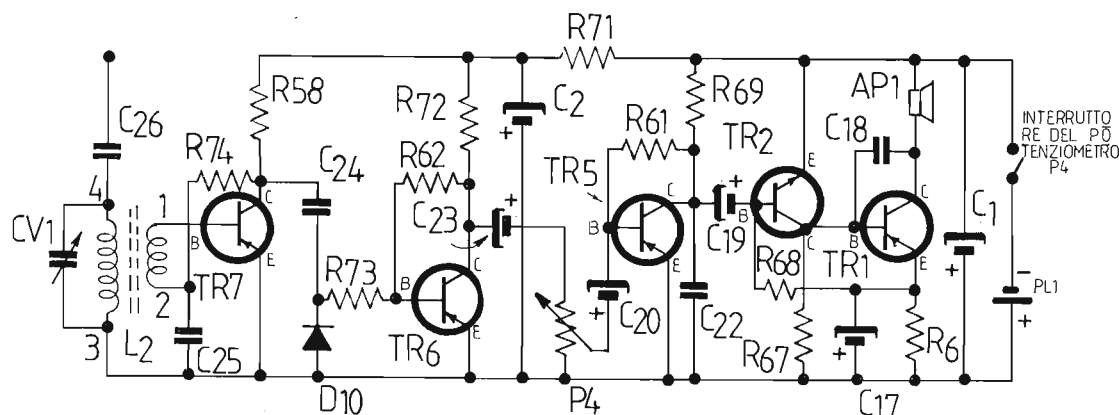 R71
R58
R72
C2
R69
AP1
C26
R74
R62
R61
TR2
C18
INTERRUTTO
RE DEL PO
TENZIOMETRO
P4
C24
TR5
4
1
C
C23
C
E
C
C1
CV1
B
E
R73
B
C
B
C19
B
C
B
TR7
2
E
R68
TR1
E
-
PL1
+
3
L2
C25
TR6
E
C20
C22
R67
R6
D10
P4
C17
+
+
+
+
+
+